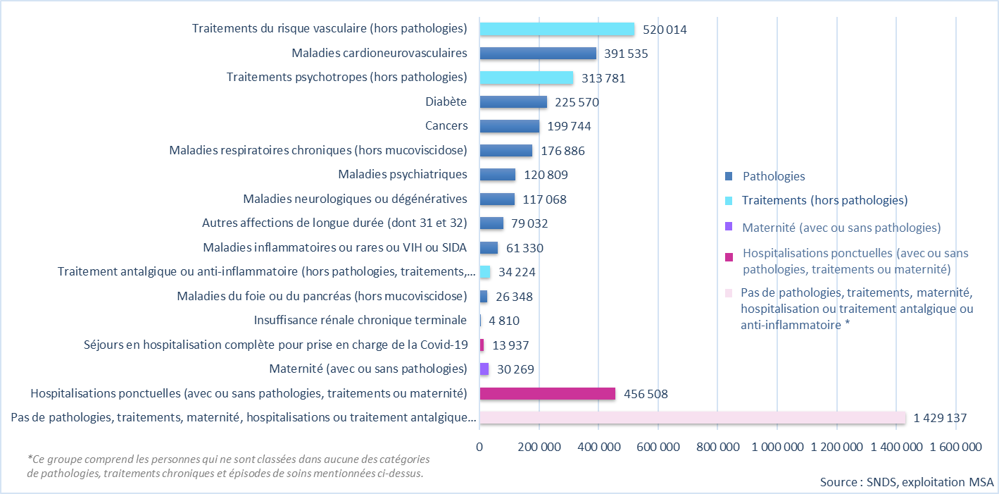 Traitements du risque vasculaire (hors pathologies) 520 014
Maladies cardioneurovasculaires 391 535
Traitements psychotropes (hors pathologies) 313 781
Diabète 225 570
Cancers 199 744
Maladies respiratoires chroniques (hors mucoviscidose) 176 886
Maladies psychiatriques 120 809
Maladies neurologiques ou dégénératives 117 068
Autres affections de longue durée (dont 31 et 32) 79 032
Maladies inflammatoires ou rares ou VIH ou SIDA 61 330
Traitement antalgique ou anti-inflammatoire (hors pathologies, traitements,... 34 224
Maladies du foie ou du pancréas (hors mucoviscidose) 26 348
Insuffisance rénale chronique terminale 4 810
Séjours en hospitalisation complète pour prise en charge de la Covid-19 13 937
Maternité (avec ou sans pathologies) 30 269
Hospitalisations ponctuelles (avec ou sans pathologies, traitements ou maternité) 456 508
Pas de pathologies, traitements, maternité, hospitalisations ou traitement antalgique... 1 429 137
0 200 000 400 000 600 000 800 000 1 000 000 1 200 000 1 400 000 1 600 000
Pathologies
Traitements (hors pathologies)
Maternité (avec ou sans pathologies)
Hospitalisations ponctuelles (avec ou sans
pathologies, traitements ou maternité)
Pas de pathologies, traitements, maternité,
hospitalisation ou traitement antalgique ou
anti-inflammatoire *
*Ce groupe comprend les personnes qui ne sont classées dans aucune des catégories
de pathologies, traitements chroniques et épisodes de soins mentionnées ci-dessus.
Source : SNDS, exploitation MSA